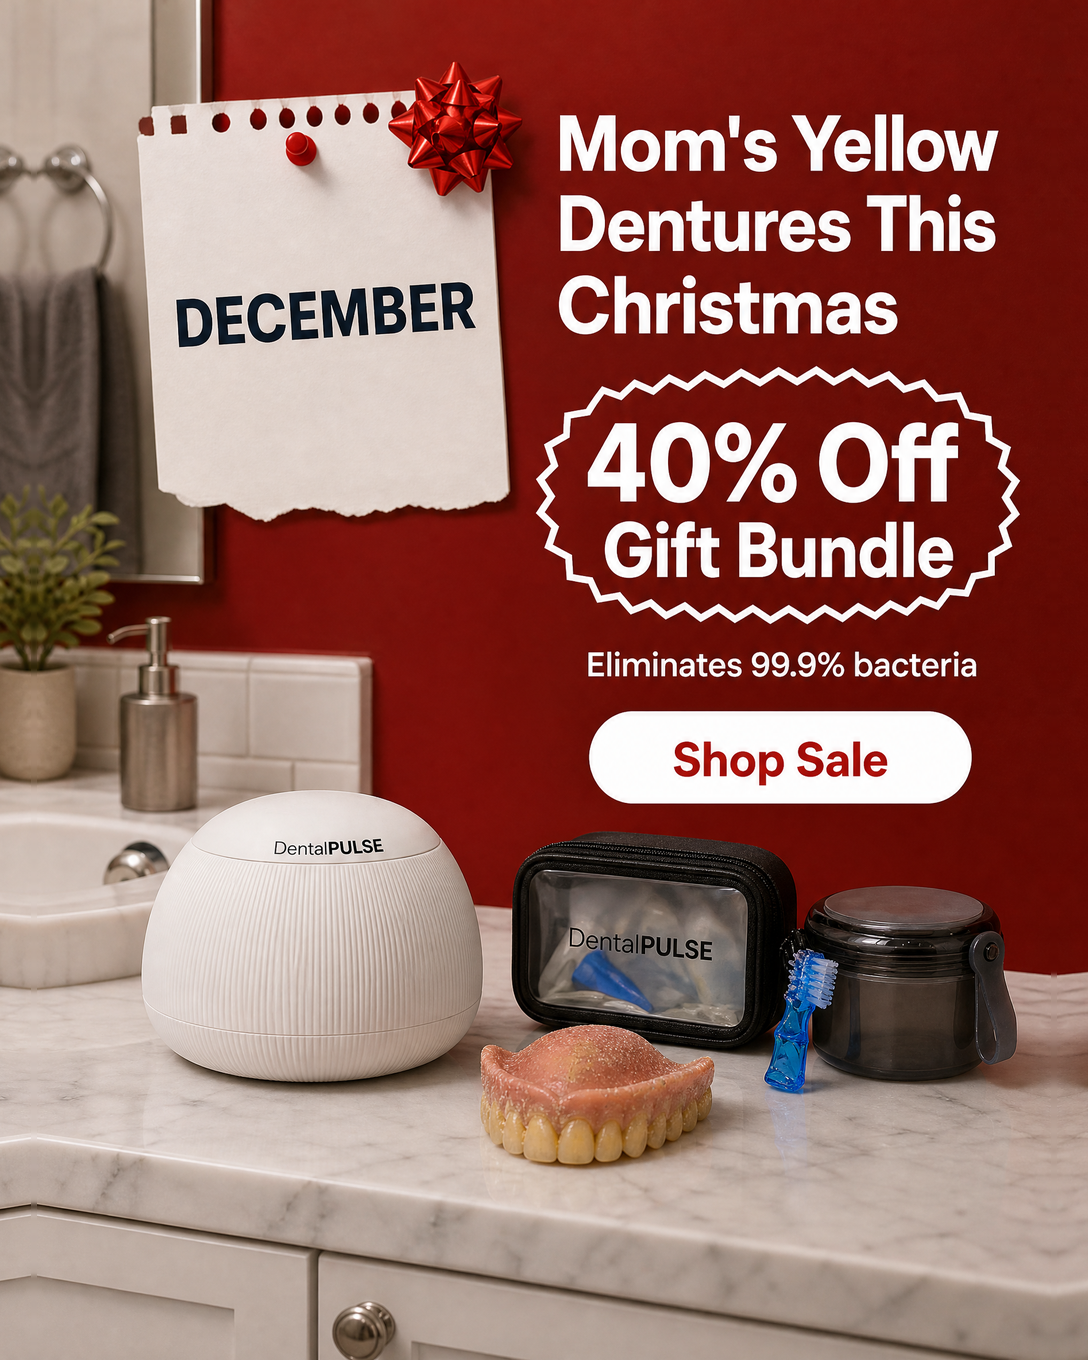 DECEMBER
Mom's Yellow
Dentures This
Christmas
40% Off
Gift Bundle
Eliminates 99.9% bacteria
Shop Sale
DentalPULSE
DentalPULSE